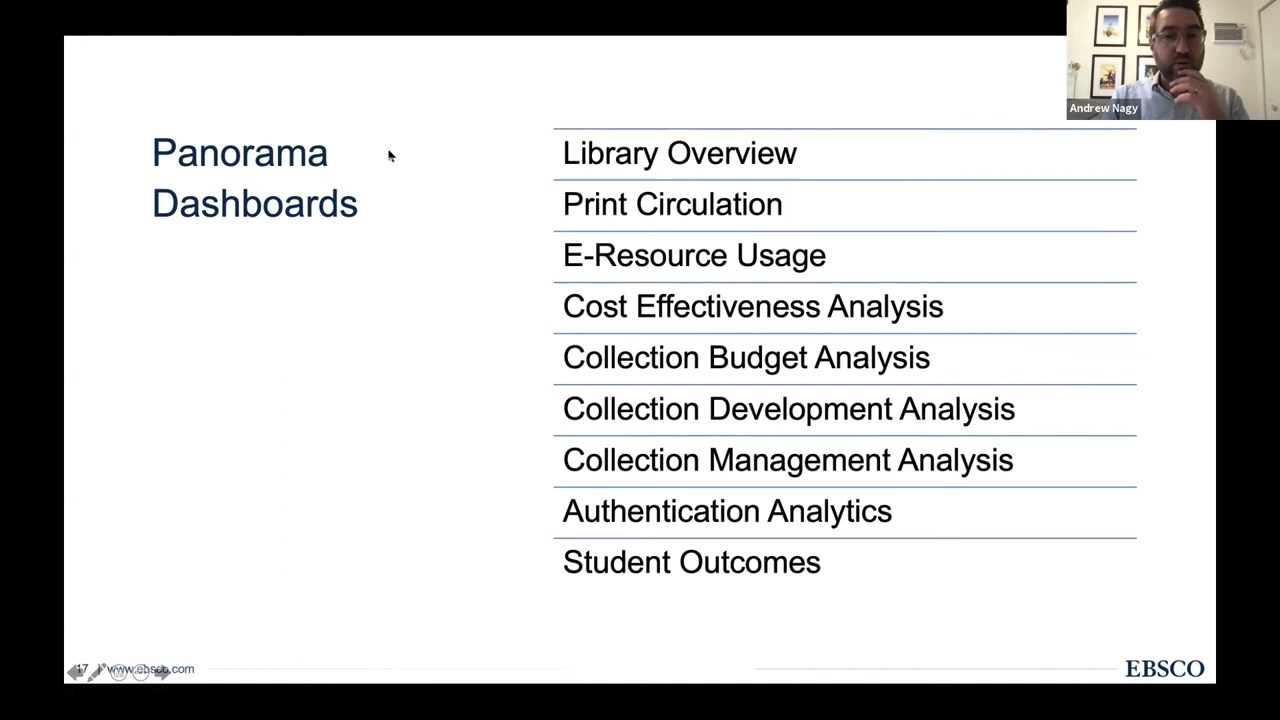 Andrew Nagy
Panorama
Dashboards
Library Overview
Print Circulation
E-Resource Usage
Cost Effectiveness Analysis
Collection Budget Analysis
Collection Development Analysis
Collection Management Analysis
Authentication Analytics
Student Outcomes
17 | www.ebsco.com
EBSCO